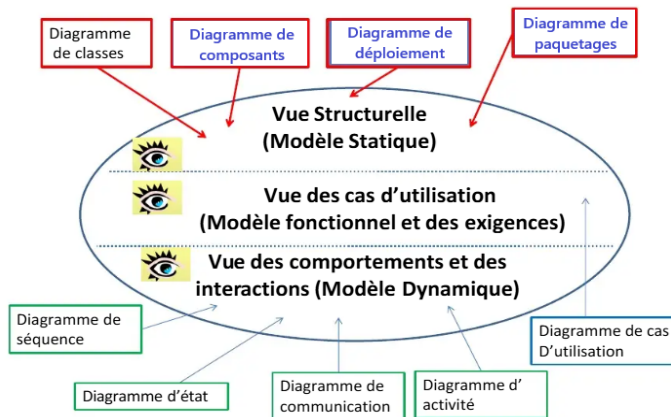 Diagramme
de classes
Diagramme de
composants
Diagramme de
déploiement
Diagramme de
paquetages
Vue Structurelle
(Modèle Statique)
Vue des cas d’utilisation
(Modèle fonctionnel et des exigences)
Vue des comportements et des
interactions (Modèle Dynamique)
Diagramme de
séquence
Diagramme d’état
Diagramme de
communication
Diagramme d’
activité
Diagramme de cas
D’utilisation